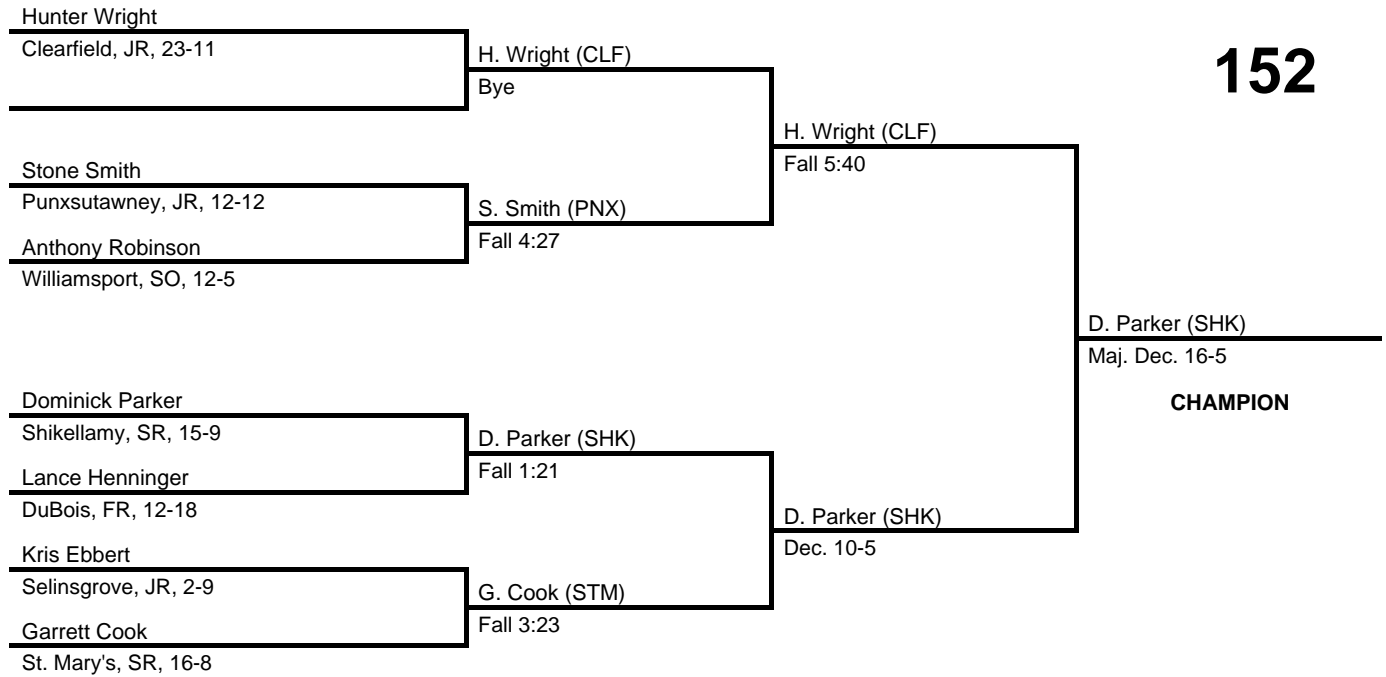 Hunter Wright
Clearfield, JR, 23-11
H. Wright (CLF)
Bye
152
H. Wright (CLF)
Fall 5:40
Stone Smith
Punxsutawney, JR, 12-12
S. Smith (PNX)
Fall 4:27
Anthony Robinson
Williamsport, SO, 12-5
D. Parker (SHK)
Maj. Dec. 16-5
CHAMPION
Dominick Parker
Shikellamy, SR, 15-9
D. Parker (SHK)
Fall 1:21
Lance Henninger
DuBois, FR, 12-18
D. Parker (SHK)
Dec. 10-5
Kris Ebbert
Selinsgrove, JR, 2-9
G. Cook (STM)
Fall 3:23
Garrett Cook
St. Mary's, SR, 16-8